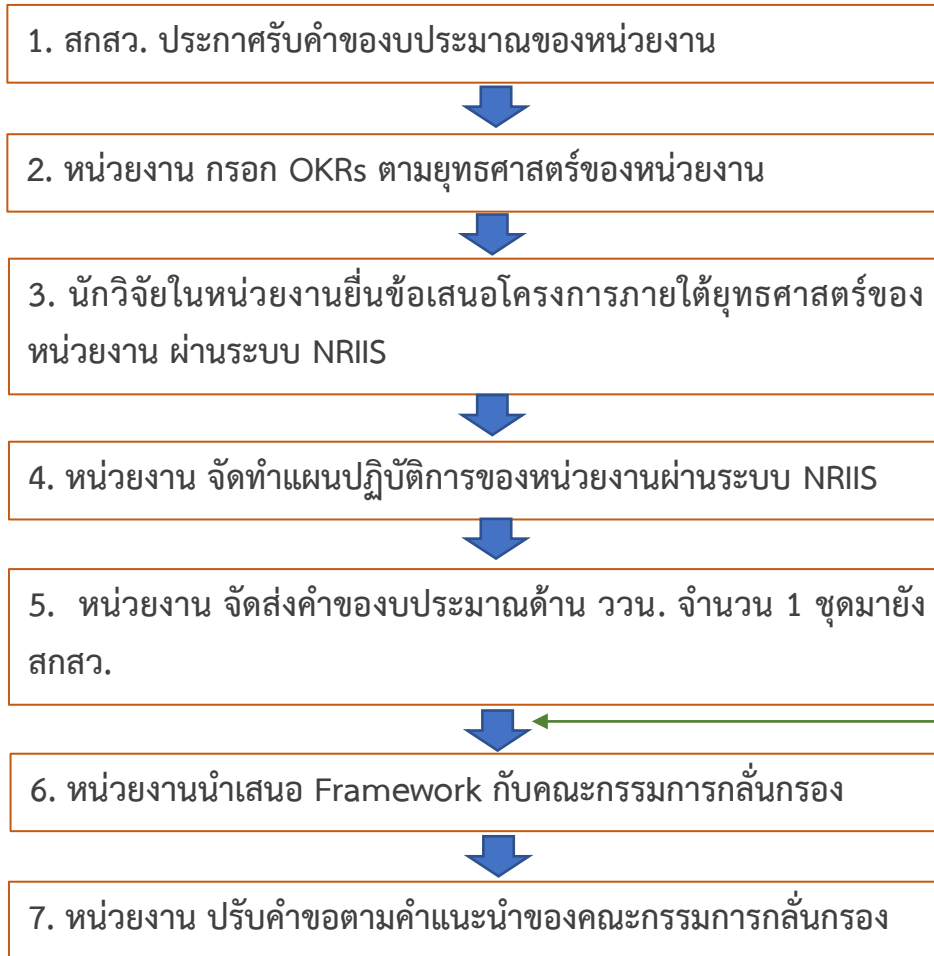 1. สกสว. ประกาศรับคำของบประมาณของหน่วยงาน
2. หน่วยงาน กรอก OKRs ตามยุทธศาสตร์ของหน่วยงาน
3. นักวิจัยในหน่วยงานยื่นข้อเสนอโครงการภายใต้ยุทธศาสตร์ของ
หน่วยงาน ผ่านระบบ NRIIS
4. หน่วยงาน จัดทำแผนปฏิบัติการของหน่วยงานผ่านระบบ NRIIS
5. หน่วยงาน จัดส่งคำของบประมาณด้าน ววน. จำนวน 1 ชุดมายัง
สกสว.
6. หน่วยงานนำเสนอ Framework กับคณะกรรมการกลั่นกรอง
7. หน่วยงาน ปรับคำขอตามคำแนะนำของคณะกรรมการกลั่นกรอง